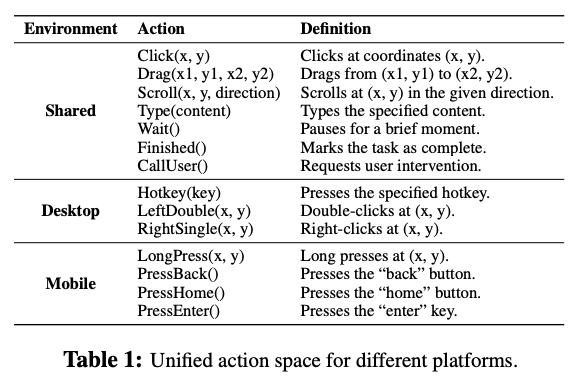 Environment Action Definition
Click(x, y) Clicks at coordinates (x, y).
Drag(x1, y1, x2, y2) Drags from (x1, y1) to (x2, y2).
Scroll(x, y, direction) Scrolls at (x, y) in the given direction.
Shared Type(content) Types the specified content.
Wait() Pauses for a brief moment.
Finished() Marks the task as complete.
CallUser() Requests user intervention.
Hotkey(key) Presses the specified hotkey.
Desktop LeftDouble(x, y) Double-clicks at (x, y).
RightSingle(x, y) Right-clicks at (x, y).
LongPress(x, y) Long presses at (x, y).
Mobile PressBack() Presses the “back” button.
PressHome() Presses the “home” button.
PressEnter() Presses the “enter” key.
Table 1: Unified action space for different platforms.